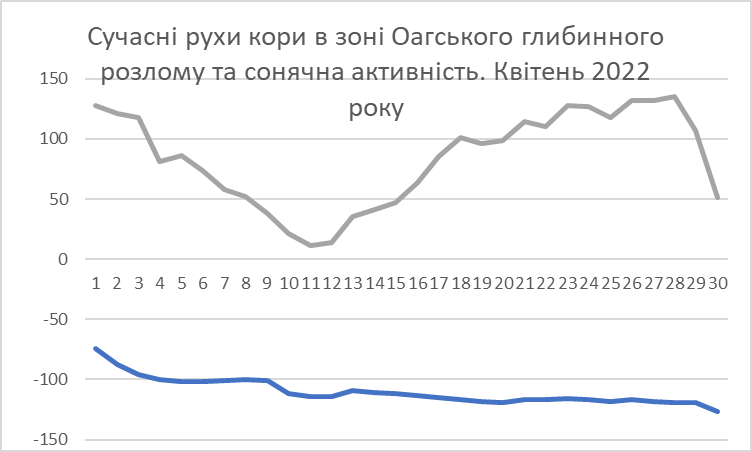 Сучасні рухи кори в зоні Оагського глибинного
розлому та сонячна активність. Квітень 2022
року
150
100
50
0
1 2 3 4 5 6 7 8 9 10 11 12 13 14 15 16 17 18 19 20 21 22 23 24 25 26 27 28 29 30
-50
-100
-150